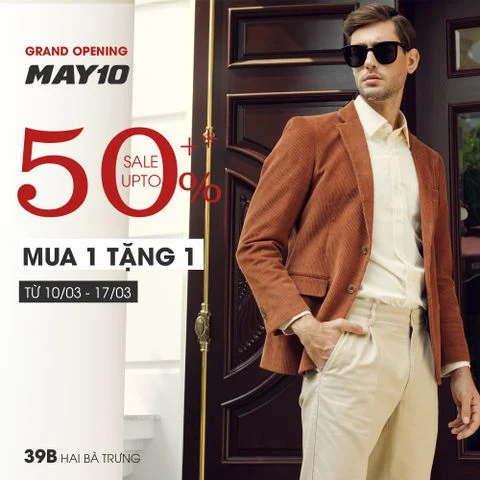 GRAND OPENING
MAY10
50%++
SALE
UPTO
MUA 1 TẶNG 1
TỪ 10/03 - 17/03
39B HAI BÀ TRƯNG